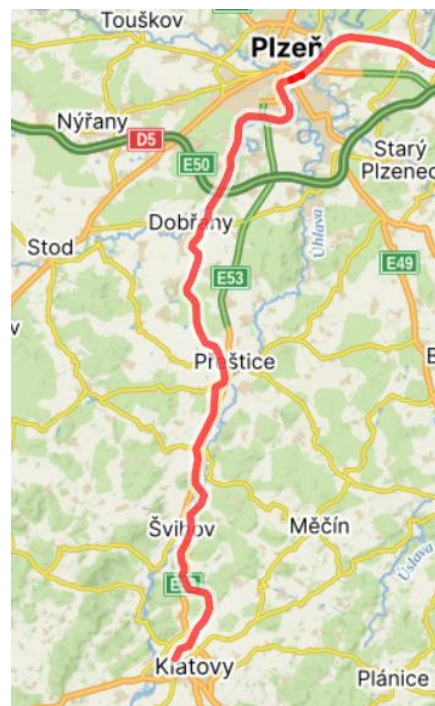 Touškov
Plzeň
Nýřany
D5
E50
Starý
Plzenec
Dobřany
Úhlava
Stod
E53
E49
v
Přeštice
B
Švihov
Měčín
Úslava
Klatovy
Plánice